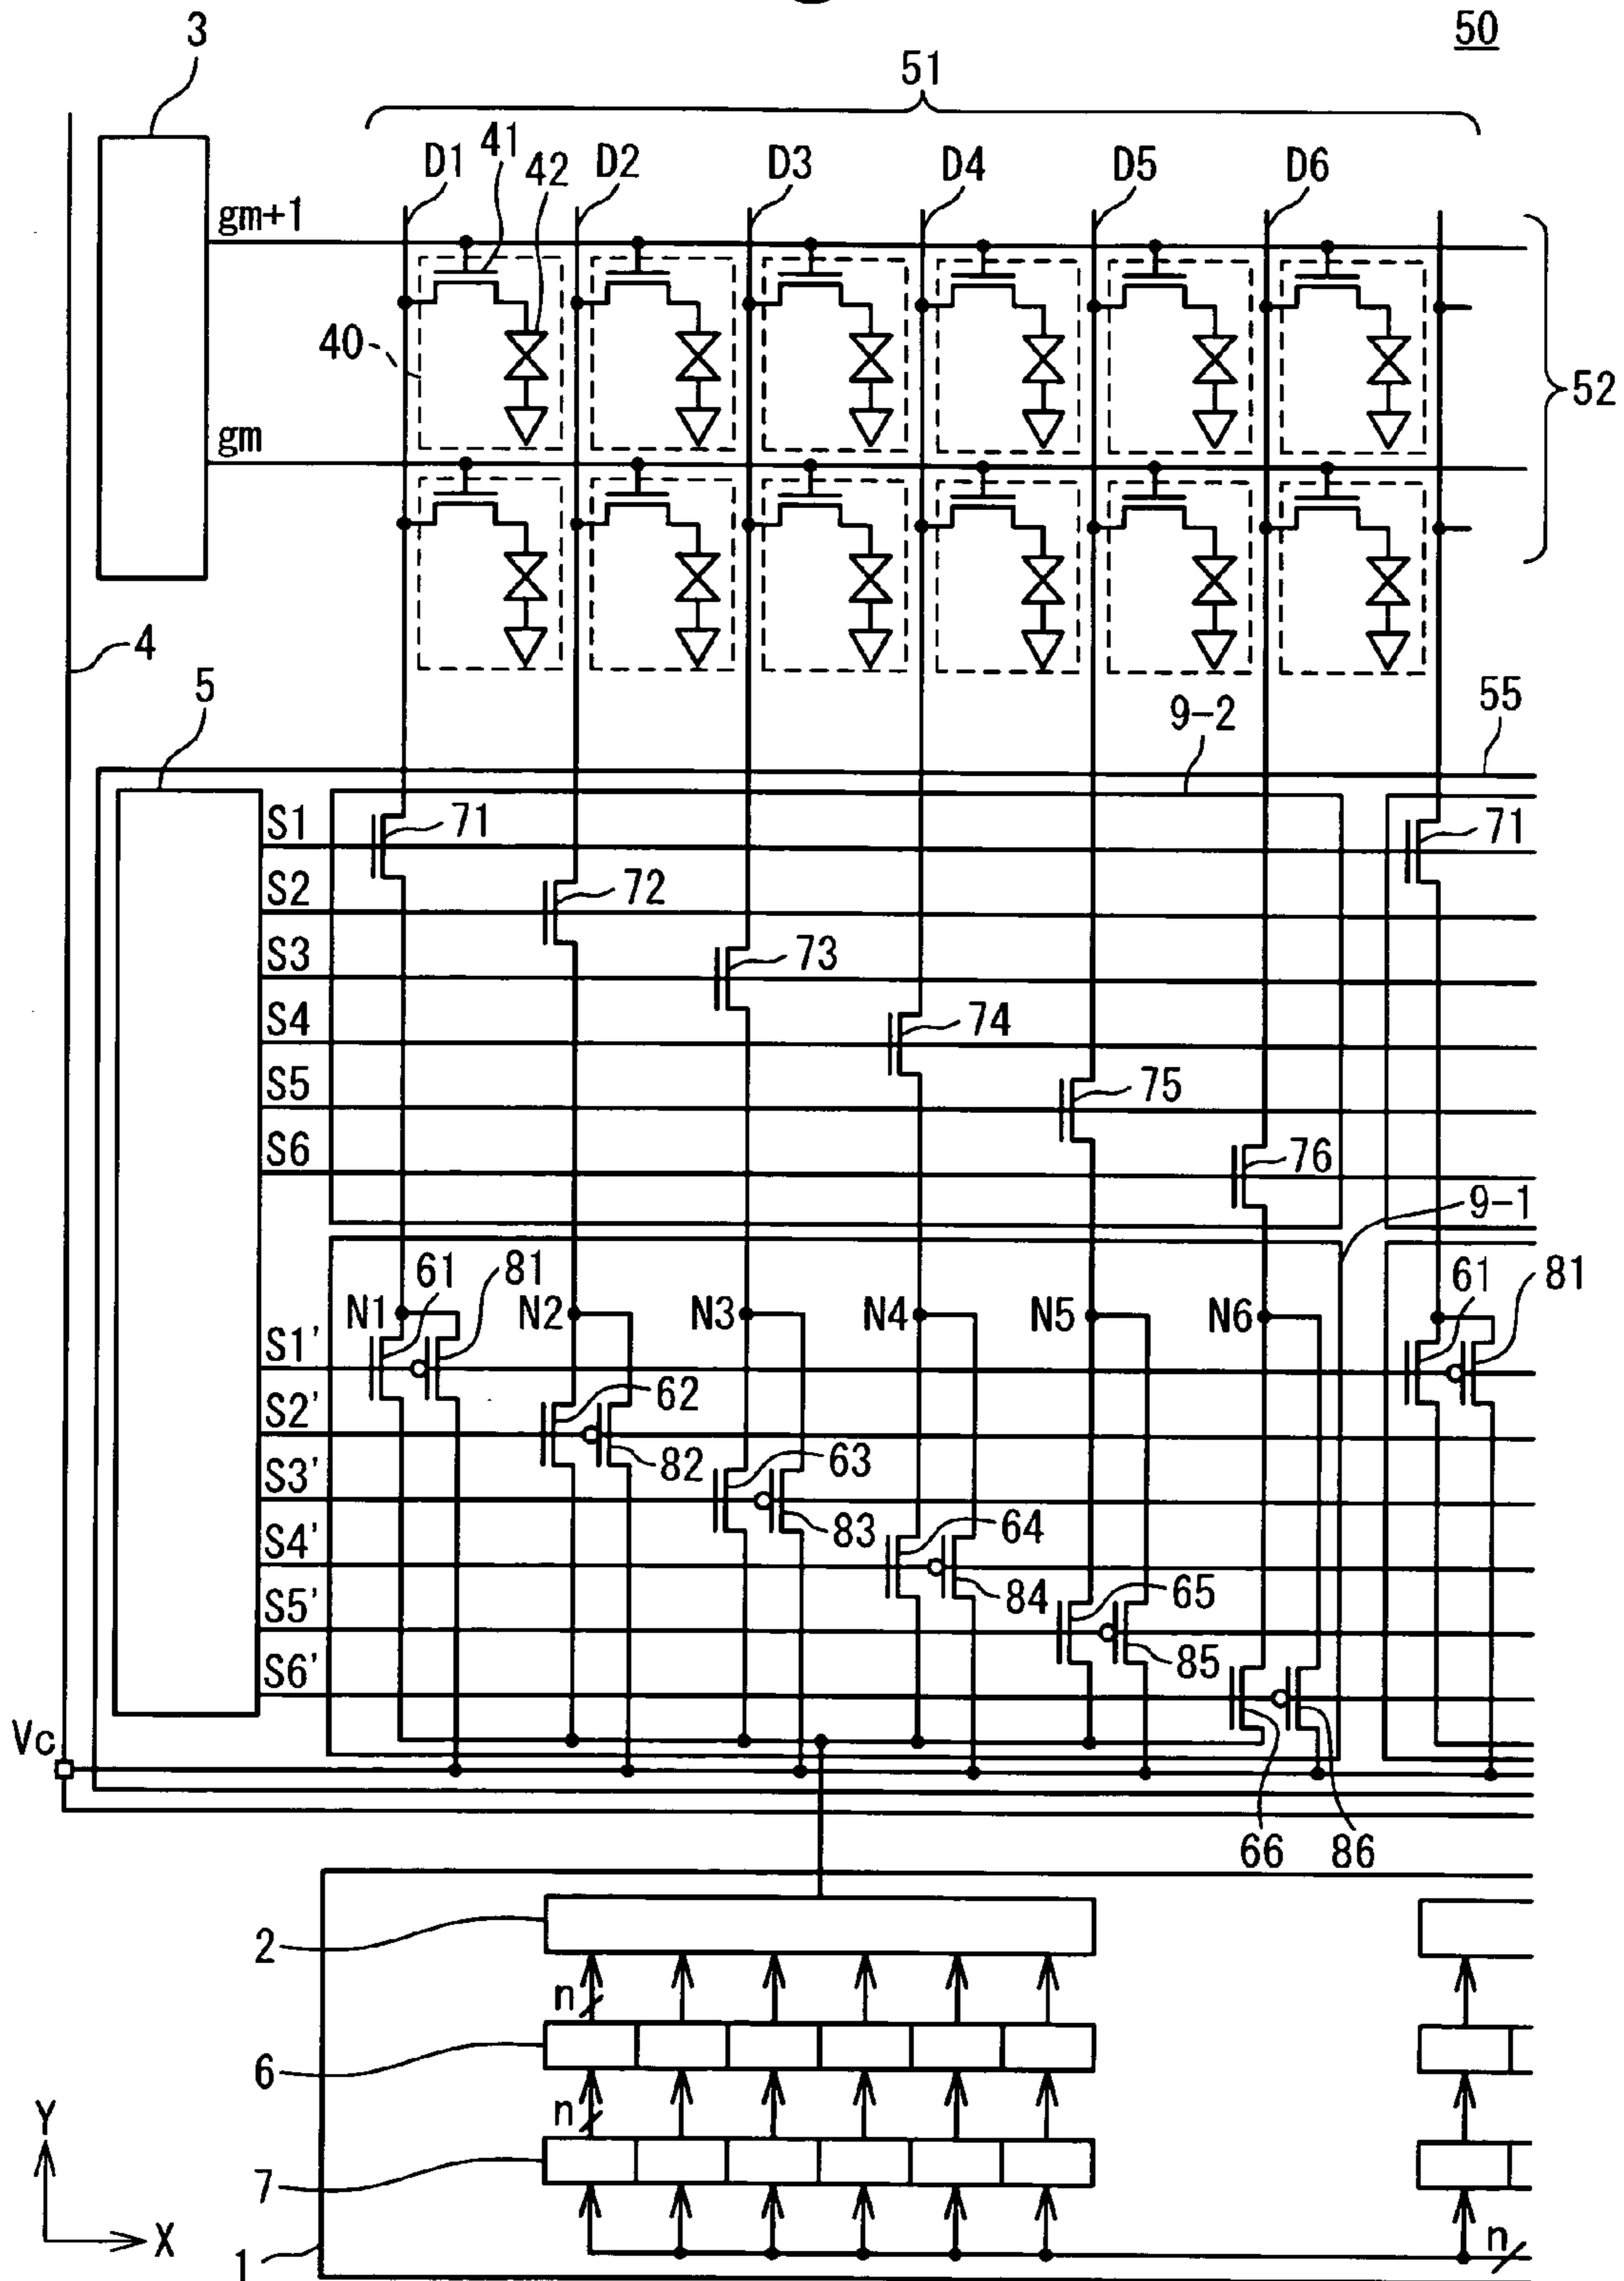 50
3
51
D1
41
42
D2
D3
D4
D5
D6
gm+1
40
52
gm
4
5
9-2
55
S1
71
71
S2
72
S3
73
S4
74
S5
75
S6
76
9-1
61
81
61
81
N1
N2
N3
N4
N5
N6
S1'
S2'
62
82
S3'
63
83
S4'
64
84
S5'
65
85
S6'
Vc
66
86
2
n
6
n
Y
7
X
1
n